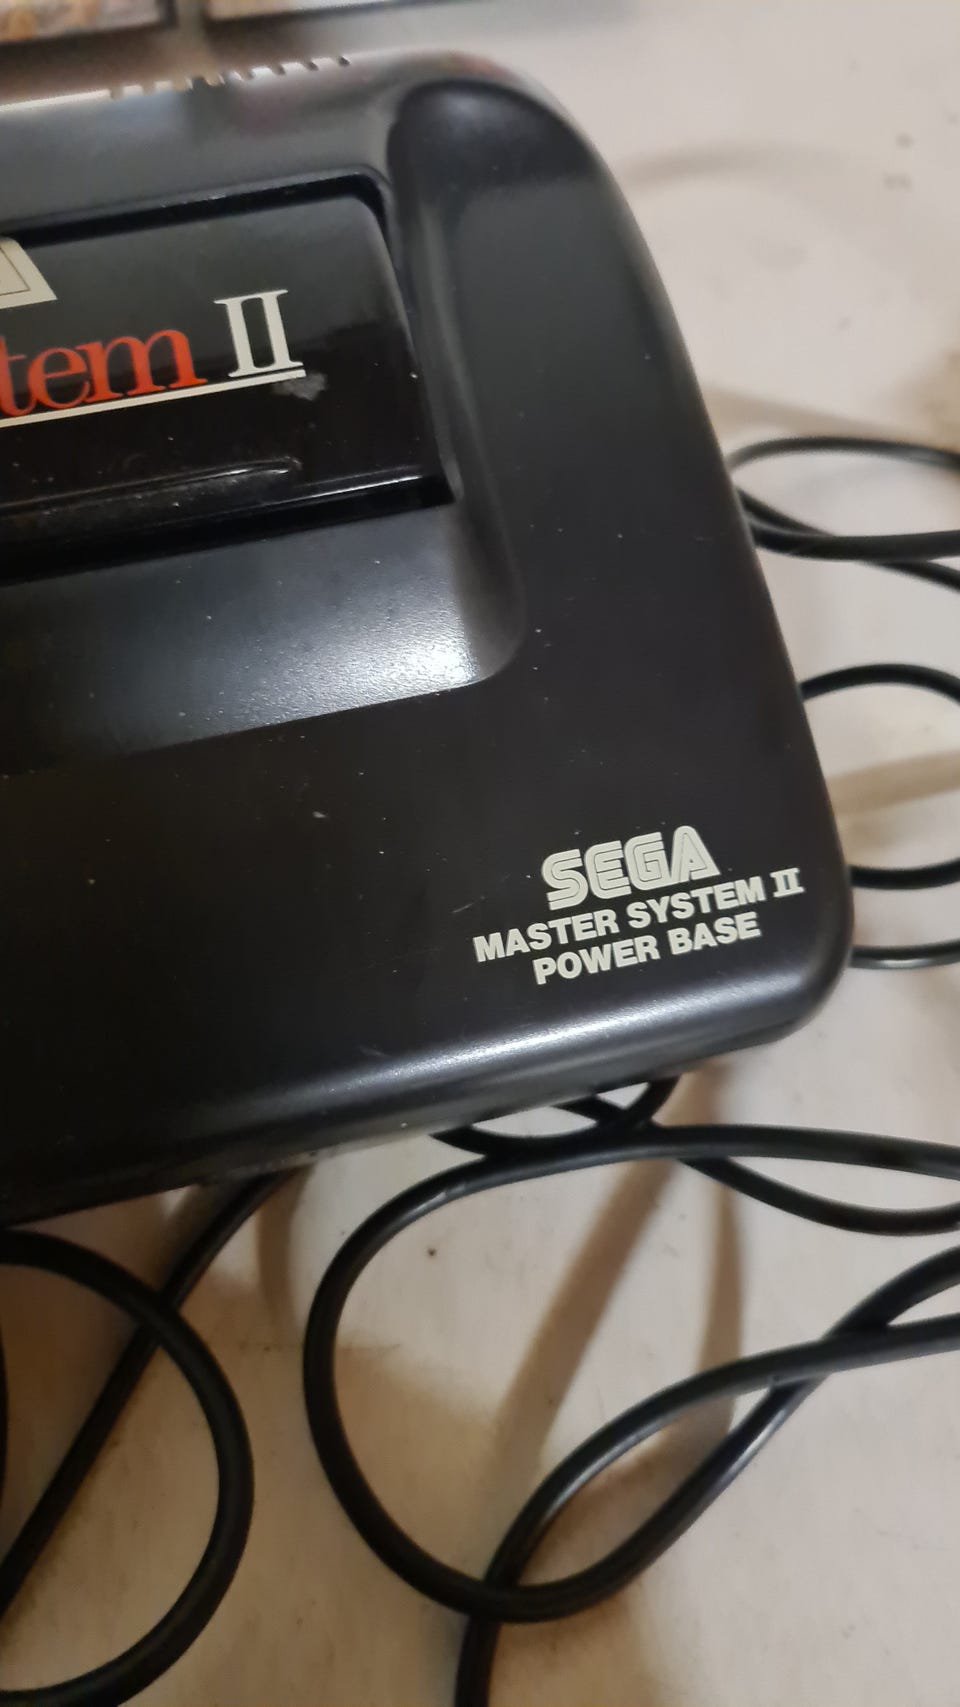 tem II
SEGA
MASTER SYSTEM II
POWER BASE